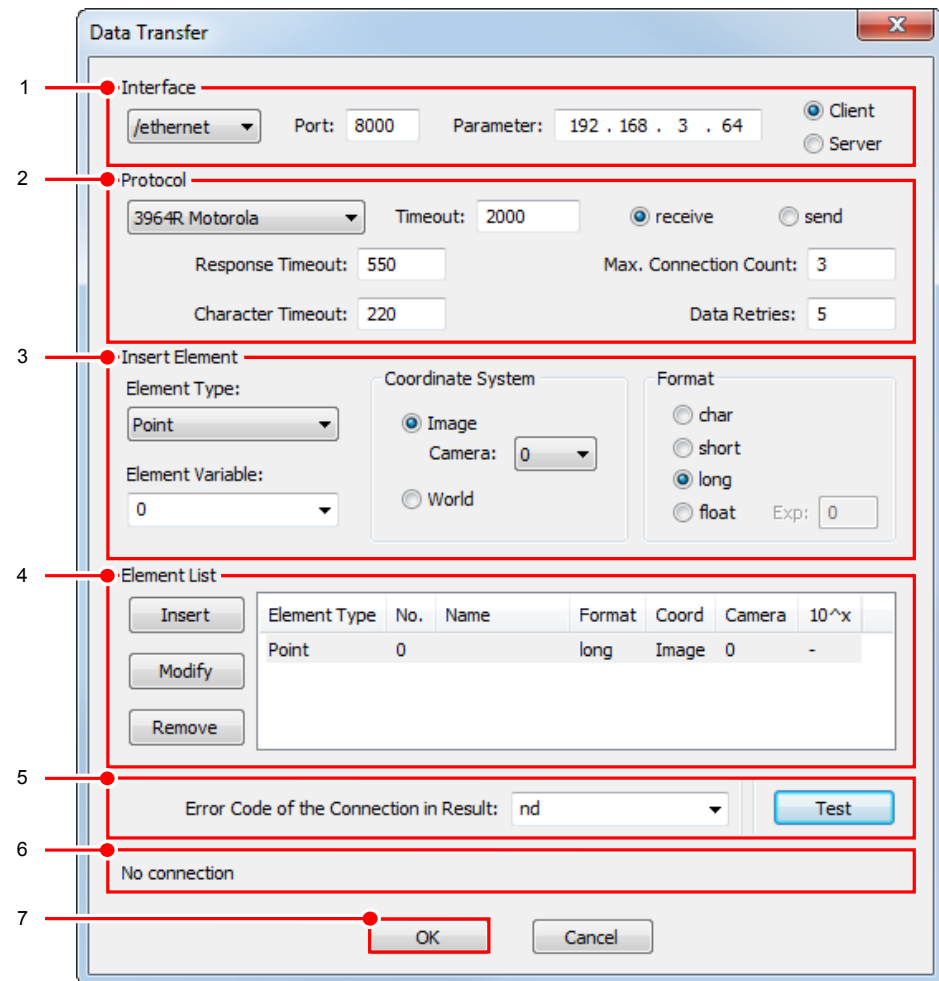 Data Transfer
1
Interface
/ethernet Port: 8000 Parameter: 192 . 168 . 3 . 64
Client
Server
2
Protocol
3964R Motorola Timeout: 2000 receive send
Response Timeout: 550 Max. Connection Count: 3
Character Timeout: 220 Data Retries: 5
3
Insert Element
Element Type:
Point
Element Variable:
0
Coordinate System
Image
Camera: 0
World
Format
char
short
long
float Exp: 0
4
Element List
Insert
Modify
Remove
Element Type No. Name Format Coord Camera 10^x
Point 0 long Image 0 -
5
Error Code of the Connection in Result: nd Test
6
No connection
7
OK Cancel